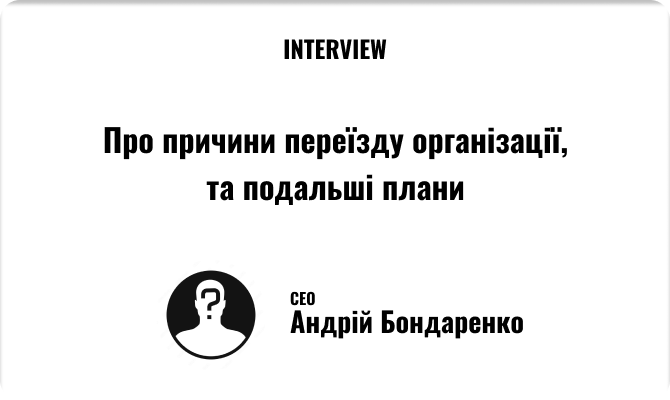 INTERVIEW
Про причини переїзду організації,
та подальші плани
?
CEO
Андрій Бондаренко